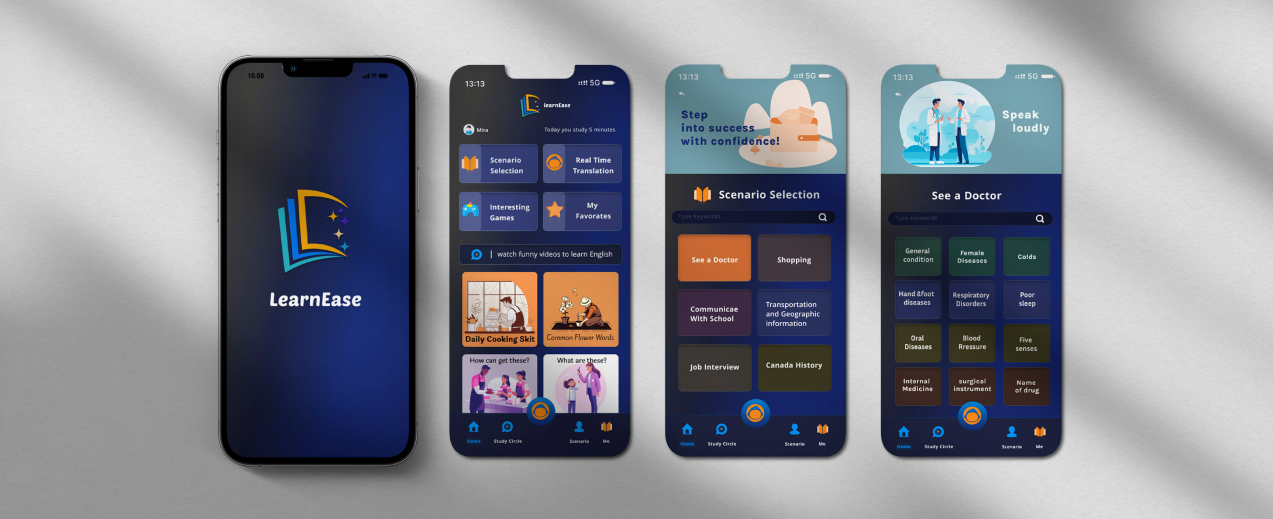 10.00
LearnEase
13:13
5G
learnEase
Mira
Today you study 5 minutes
Scenario
Selection
Real Time
Translation
Interesting
Games
My
Favorates
| watch funny videos to learn English
Daily Cooking Skit
Common Flower Words
How can get these?
What are these?
Home
Study Circle
Scenario
Me
13:13
5G
Step
into success
with confidence!
Scenario Selection
Type keywords
See a Doctor
Shopping
Communicae
With School
Transportation
and Geographic
information
Job Interview
Canada History
Home
Study Circle
Scenario
Me
13:13
5G
Speak
loudly
See a Doctor
Type keywords
General
condition
Female
Diseases
Colds
Hand &foot
diseases
Respiratory
Disorders
Poor
sleep
Oral
Diseases
Blood
Rressure
Five
senses
Internal
Medicine
surgical
instrument
Name
of drug
Home
Study Circle
Scenario
Me